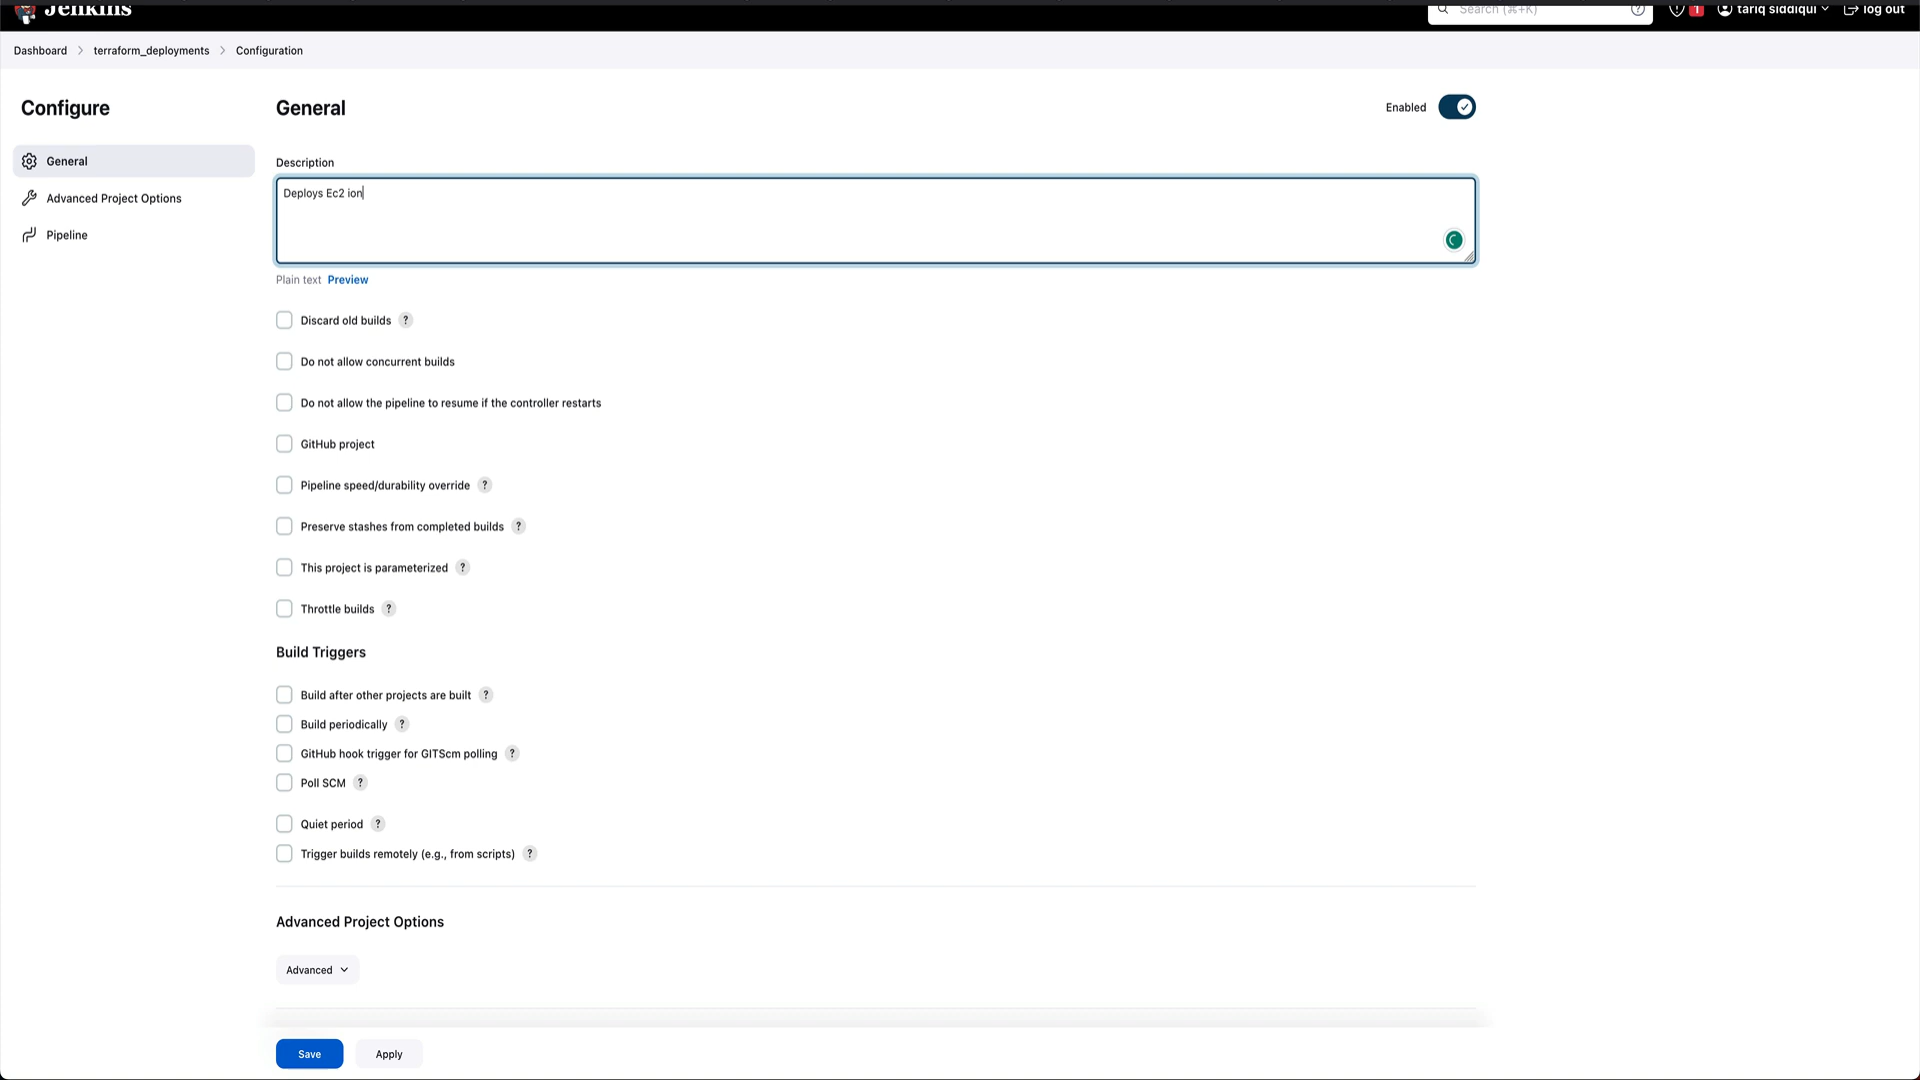 Jenkins
Search (⌘+K)
?
1
tariq siddiqui
log out
Dashboard > terraform_deployments > Configuration
Configure
General
Advanced Project Options
Pipeline
General
Enabled
Description
Deploys Ec2 ion
Plain text Preview
Discard old builds ?
Do not allow concurrent builds
Do not allow the pipeline to resume if the controller restarts
GitHub project
Pipeline speed/durability override ?
Preserve stashes from completed builds ?
This project is parameterized ?
Throttle builds ?
Build Triggers
Build after other projects are built ?
Build periodically ?
GitHub hook trigger for GITScm polling ?
Poll SCM ?
Quiet period ?
Trigger builds remotely (e.g., from scripts) ?
Advanced Project Options
Advanced
Save
Apply